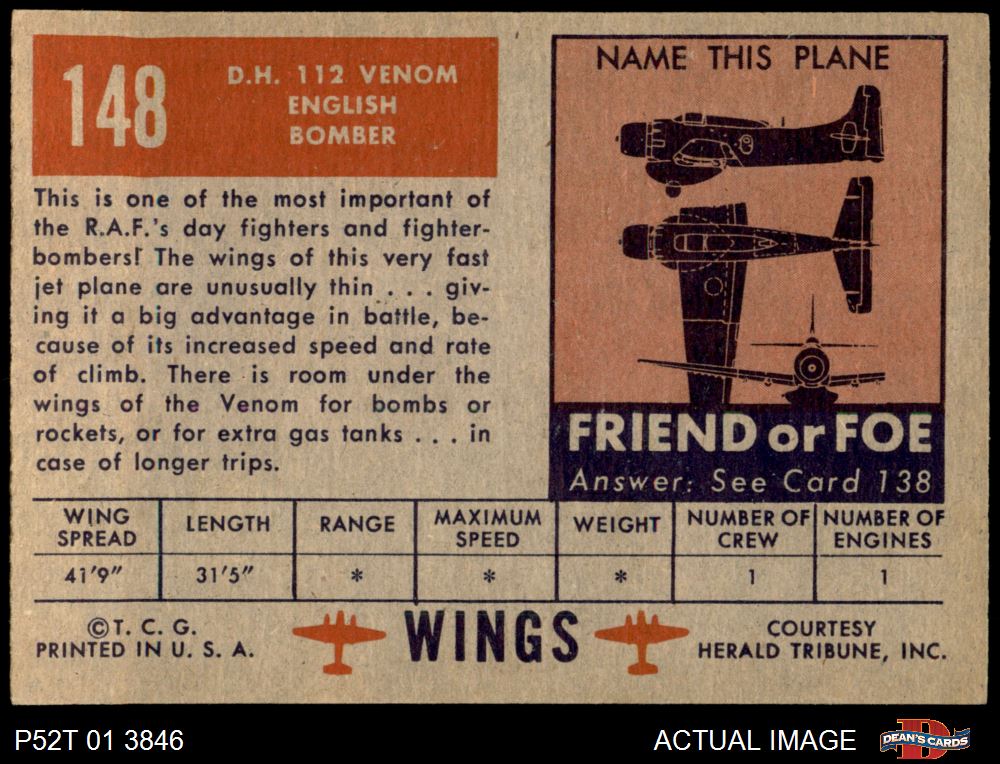 148
D.H. 112 VENOM
ENGLISH
BOMBER
This is one of the most important of
the R.A.F.'s day fighters and fighter-
bombers! The wings of this very fast
jet plane are unusually thin . . . giv-
ing it a big advantage in battle, be-
cause of its increased speed and rate
of climb. There is room under the
wings of the Venom for bombs or
rockets, or for extra gas tanks . . . in
case of longer trips.
NAME THIS PLANE
FRIEND or FOE
Answer: See Card 138
WING SPREAD LENGTH RANGE MAXIMUM SPEED WEIGHT NUMBER OF CREW NUMBER OF ENGINES
41'9" 31'5" * * * 1 1
©T. C. G.
PRINTED IN U. S. A.
WINGS
COURTESY
HERALD TRIBUNE, INC.
P52T 01 3846
ACTUAL IMAGE
D
DEAN'S CARDS